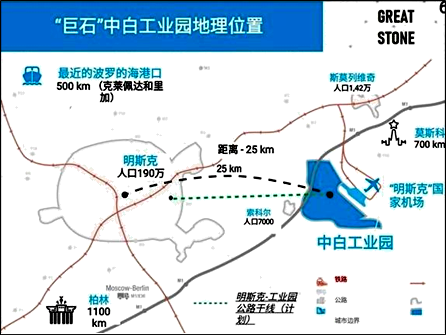 “巨石”中白工业园地理位置
GREAT
STONE
最近的波罗的海港口
500 km（克莱佩达和里
加）
斯莫列维奇
人口1,42万
莫斯科
700 km
距离 - 25 km
25 km
明斯克
人口190万
“明斯克”国
家机场
索科尔
人口7000
中白工业园
Moscow-Berlin
柏林
1100
km
明斯克-工业园
公路干线（计
划）
铁路
公路
城市边界